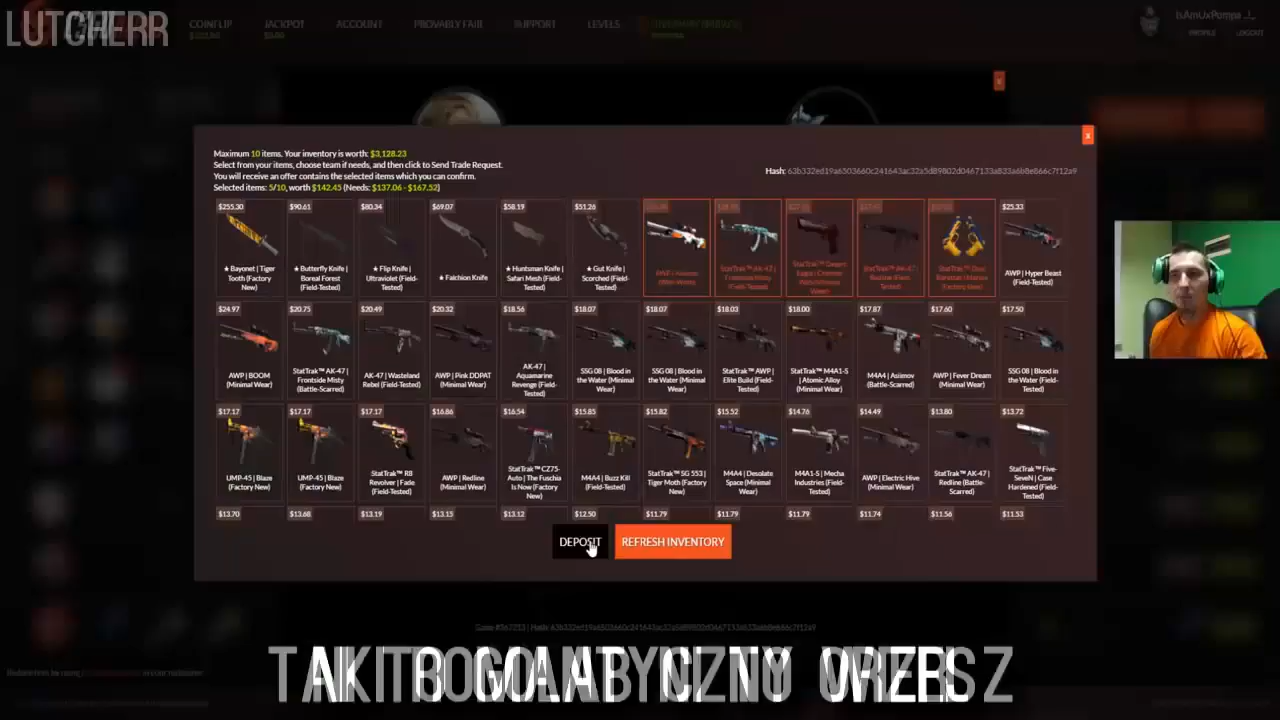 LUTCHERR
COINFLIP JACKPOT ACCOUNT PROVABLY FAIR SUPPORT LEVELS
PROFILE LOGOUT
x
Maximum 10 items, Your inventory is worth: $3,128.23
Select from your items, choose team if needs, and then click to Send Trade Request.
You will receive an offer contains the selected items which you can confirm.
Selected items: 5/10, worth $142.45 (Needs: $137.06 - $167.52)
Hash:
$255.30 $90.61 $80.34 $69.07 $58.19 $51.26 $25.33
★ Bayonet | Tiger Tooth (Factory New)
★ Butterfly Knife | Boreal Forest (Field-Tested)
★ Flip Knife | Ultraviolet (Field-Tested)
★ Falchion Knife
★ Huntsman Knife | Safari Mesh (Field-Tested)
★ Gut Knife | Scorched (Field-Tested)
AWP | Hyper Beast (Field-Tested)
$24.97 $20.75 $20.49 $20.32 $18.56 $18.07 $18.07 $18.03 $18.00 $17.87 $17.60 $17.50
AWP | BOOM (Minimal Wear)
StatTrak™ AK-47 | Frontside Misty (Battle-Scarred)
AK-47 | Wasteland Rebel (Field-Tested)
AWP | Pink DDPAT (Minimal Wear)
AK-47 | Aquamarine Revenge (Field-Tested)
SSG 08 | Blood in the Water (Minimal Wear)
SSG 08 | Blood in the Water (Minimal Wear)
StatTrak™ AWP | Elite Build (Field-Tested)
StatTrak™ M4A1-S | Atomic Alloy (Minimal Wear)
M4A4 | Asiimov (Battle-Scarred)
AWP | Fever Dream (Minimal Wear)
SSG 08 | Blood in the Water (Field-Tested)
$17.17 $17.17 $17.17 $16.86 $16.54 $15.85 $15.82 $15.52 $14.76 $14.49 $13.80 $13.72
UMP-45 | Blaze (Factory New)
UMP-45 | Blaze (Factory New)
StatTrak™ R8 Revolver | Fade (Field-Tested)
AWP | Redline (Minimal Wear)
StatTrak™ CZ75-Auto | The Fuschia Is Now (Factory New)
M4A4 | Buzz Kill (Field-Tested)
StatTrak™ SG 553 | Tiger Moth (Factory New)
M4A4 | Desolate Space (Minimal Wear)
M4A1-S | Mecha Industries (Field-Tested)
AWP | Electric Hive (Minimal Wear)
StatTrak™ AK-47 | Redline (Battle-Scarred)
StatTrak™ Five-SeveN | Case Hardened (Field-Tested)
$13.70 $13.68 $13.19 $13.15 $13.12 $12.50 $11.79 $11.79 $11.79 $11.74 $11.56 $11.53
DEPOSIT REFRESH INVENTORY